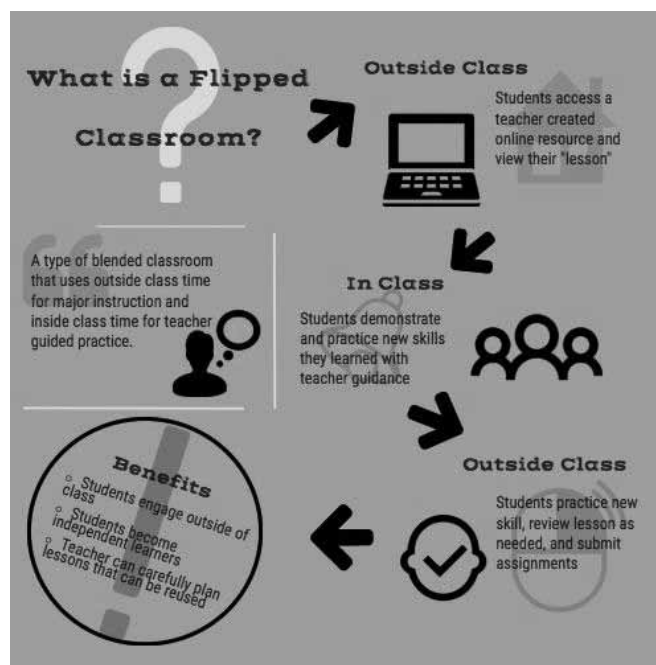 What is a Flipped
Classroom?
A type of blended classroom
that uses outside class time
for major instruction and
inside class time for teacher
guided practice.
Outside Class
Students access a
teacher created
online resource and
view their "lesson"
In Class
Students demonstrate
and practice new skills
they learned with
teacher guidance
Outside Class
Students practice new
skill, review lesson as
needed, and submit
assignments
Benefits
Students engage outside of
class
Students become
independent learners
Teacher can carefully plan
lessons that can be reused